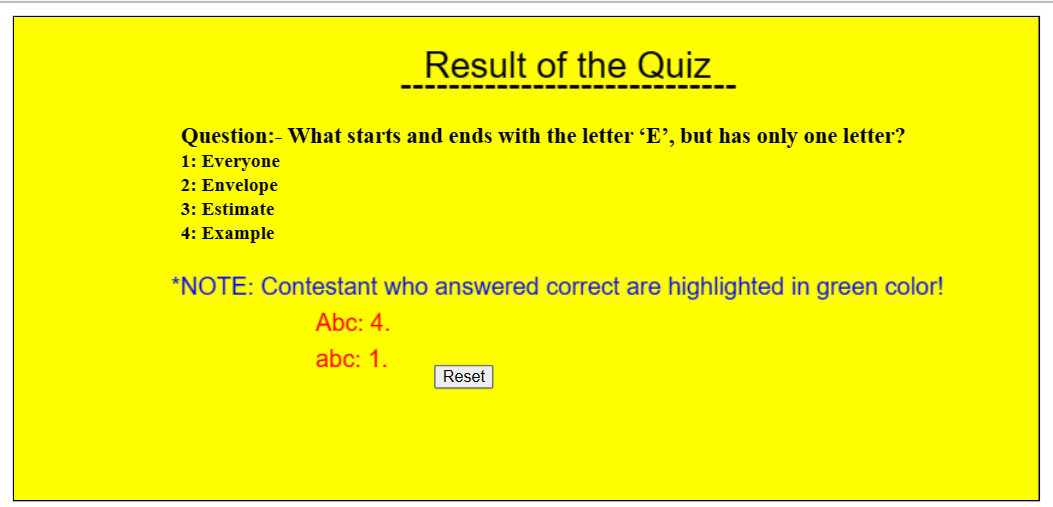 Result of the Quiz
----------------------------
Question:- What starts and ends with the letter ‘E’, but has only one letter?
1: Everyone
2: Envelope
3: Estimate
4: Example
*NOTE: Contestant who answered correct are highlighted in green color!
Abc: 4.
abc: 1.
Reset